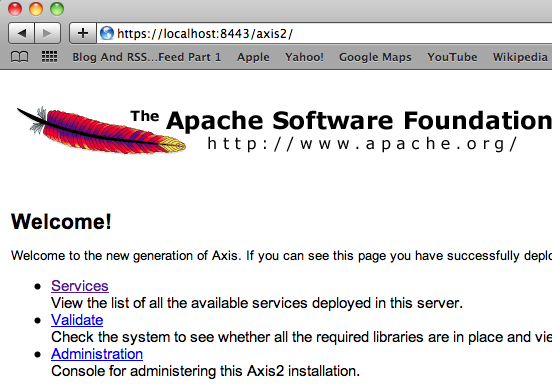 https://localhost:8443/axis2/
Blog And RSS...Feed Part 1 Apple Yahoo! Google Maps YouTube Wikipedia
The Apache Software Foundation
http://www.apache.org/
Welcome!
Welcome to the new generation of Axis. If you can see this page you have successfully deplo
Services
View the list of all the available services deployed in this server.
Validate
Check the system to see whether all the required libraries are in place and vie
Administration
Console for administering this Axis2 installation.